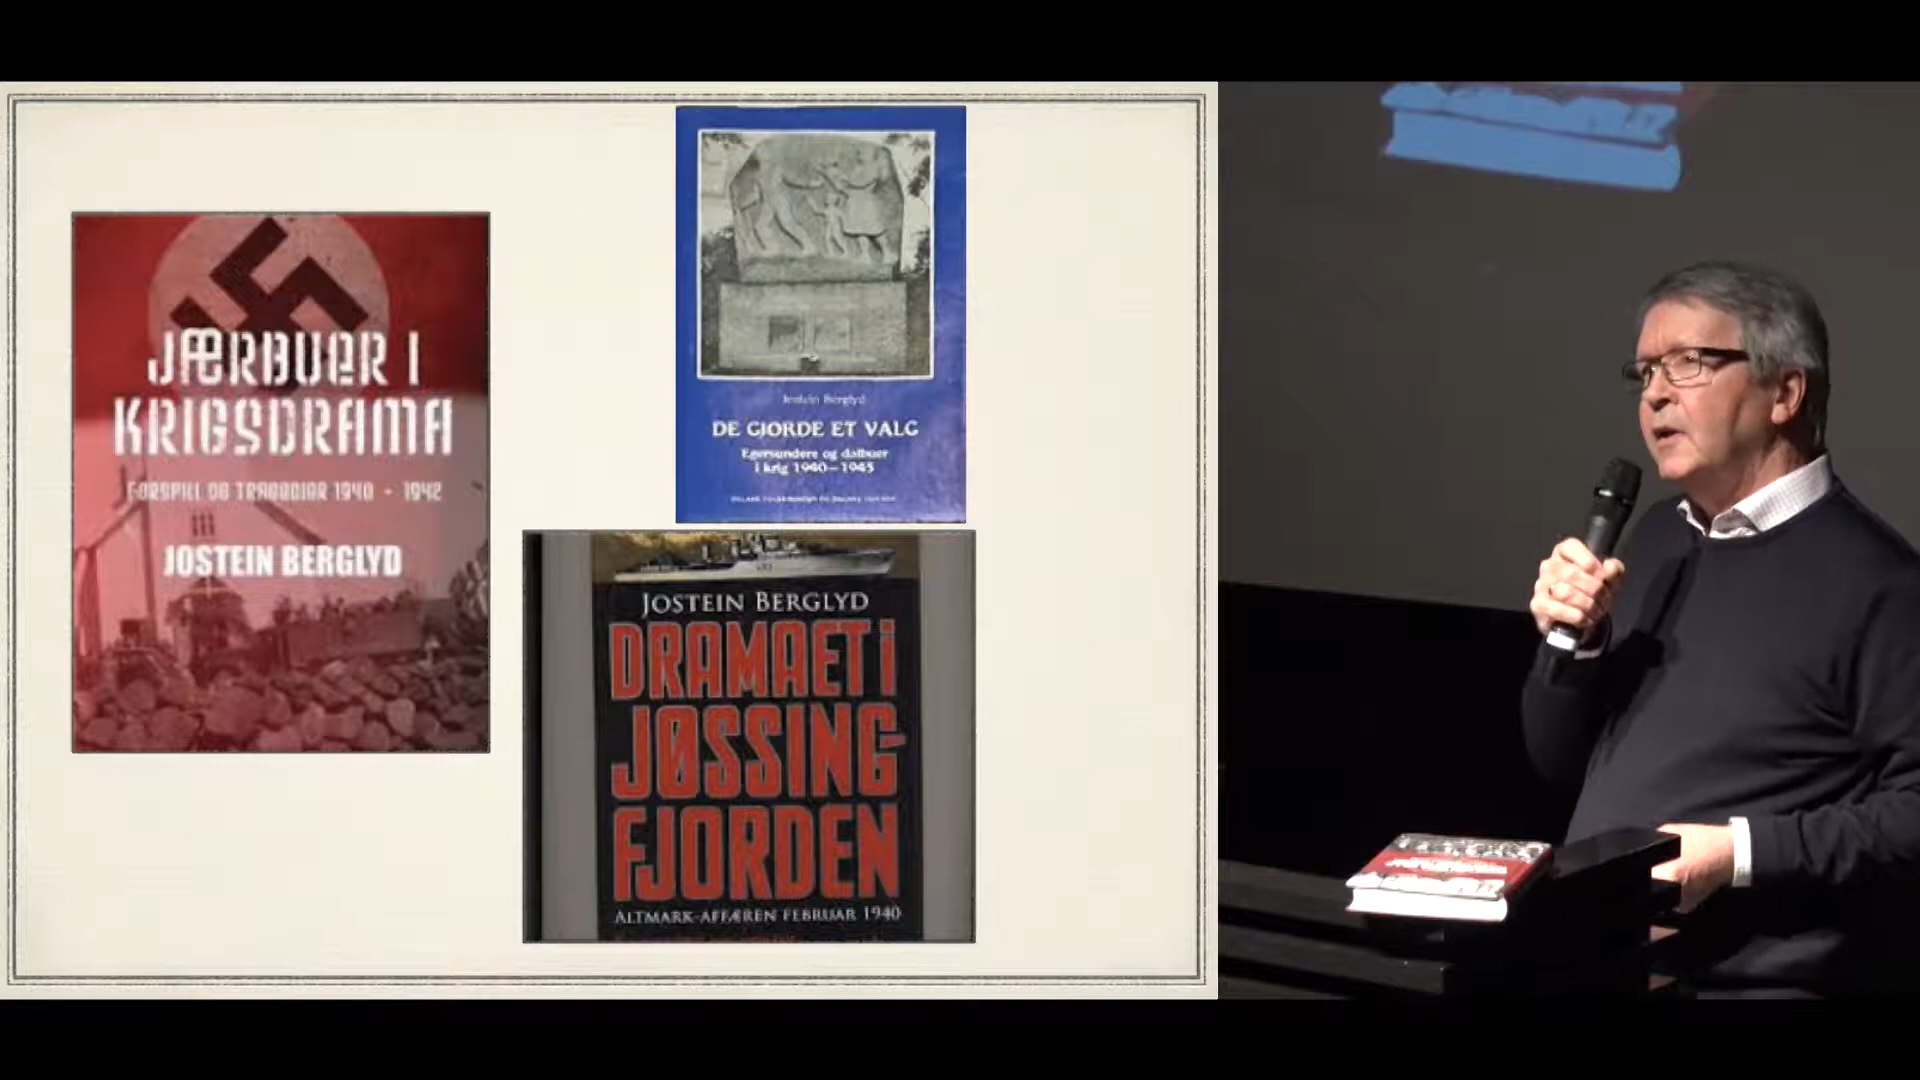 JÆRBUER I
KRIGSDRAMA
FORSPILL OG TRAGEDIAR 1940 - 1942
JOSTEIN BERGLYD
Jostein Berglyd
DE GJORDE ET VALG
Egersundere og dalbuer
i krig 1940-1945
JOSTEIN BERGLYD
DRAMAET i
JØSSING-
FJORDEN
ALTMARK-AFFÆREN FEBRUAR 1940